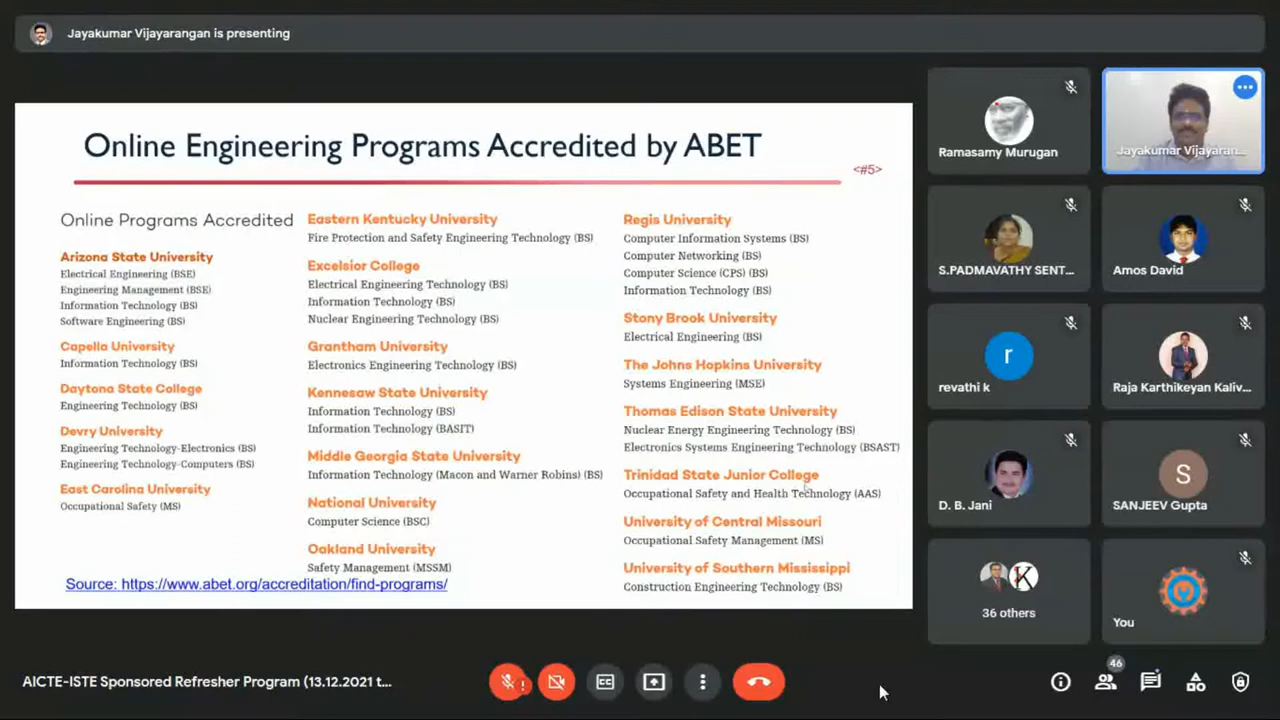 Jayakumar Vijayarangan is presenting
Online Engineering Programs Accredited by ABET
<#5>
Online Programs Accredited
Arizona State University
Electrical Engineering (BSE)
Engineering Management (BSE)
Information Technology (BS)
Software Engineering (BS)
Capella University
Information Technology (BS)
Daytona State College
Engineering Technology (BS)
Devry University
Engineering Technology-Electronics (BS)
Engineering Technology-Computers (BS)
East Carolina University
Occupational Safety (MS)
Eastern Kentucky University
Fire Protection and Safety Engineering Technology (BS)
Excelsior College
Electrical Engineering Technology (BS)
Information Technology (BS)
Nuclear Engineering Technology (BS)
Grantham University
Electronics Engineering Technology (BS)
Kennesaw State University
Information Technology (BS)
Information Technology (BASIT)
Middle Georgia State University
Information Technology (Macon and Warner Robins) (BS)
National University
Computer Science (BSC)
Oakland University
Safety Management (MSSM)
Regis University
Computer Information Systems (BS)
Computer Networking (BS)
Computer Science (CPS) (BS)
Information Technology (BS)
Stony Brook University
Electrical Engineering (BS)
The Johns Hopkins University
Systems Engineering (MSE)
Thomas Edison State University
Nuclear Energy Engineering Technology (BS)
Electronics Systems Engineering Technology (BSAST)
Trinidad State Junior College
Occupational Safety and Health Technology (AAS)
University of Central Missouri
Occupational Safety Management (MS)
University of Southern Mississippi
Construction Engineering Technology (BS)
Source: https://www.abet.org/accreditation/find-programs/
Ramasamy Murugan
Jayakumar Vijayaran...
S.PADMAVATHY SENT...
Amos David
r
revathi k
Raja Karthikeyan Kaliv...
D. B. Jani
S
SANJEEV Gupta
K
36 others
You
AICTE-ISTE Sponsored Refresher Program (13.12.2021 t...
CC
46